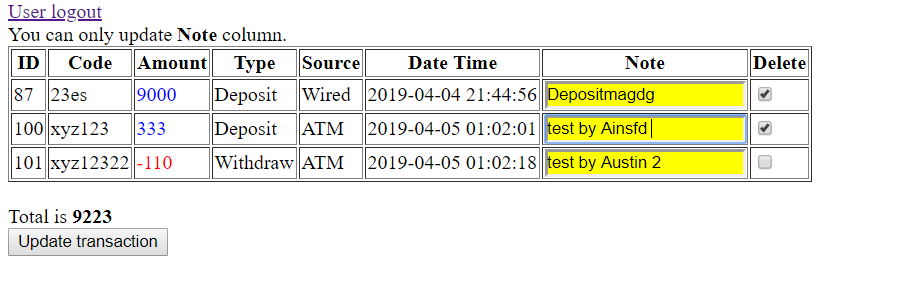 User logout
You can only update Note column.
ID Code Amount Type Source Date Time Note Delete
87 23es 9000 Deposit Wired 2019-04-04 21:44:56 Depositmagdg
100 xyz123 333 Deposit ATM 2019-04-05 01:02:01 test by Ainsfd
101 xyz12322 -110 Withdraw ATM 2019-04-05 01:02:18 test by Austin 2
Total is 9223
Update transaction